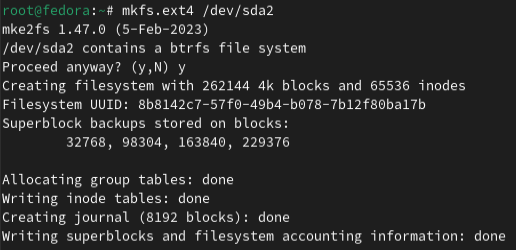 root@fedora:~# mkfs.ext4 /dev/sda2
mke2fs 1.47.0 (5-Feb-2023)
/dev/sda2 contains a btrfs file system
Proceed anyway? (y,N) y
Creating filesystem with 262144 4k blocks and 65536 inodes
Filesystem UUID: 8b8142c7-57f0-49b4-b078-7b12f80ba17b
Superblock backups stored on blocks:
        32768, 98304, 163840, 229376

Allocating group tables: done
Writing inode tables: done
Creating journal (8192 blocks): done
Writing superblocks and filesystem accounting information: done